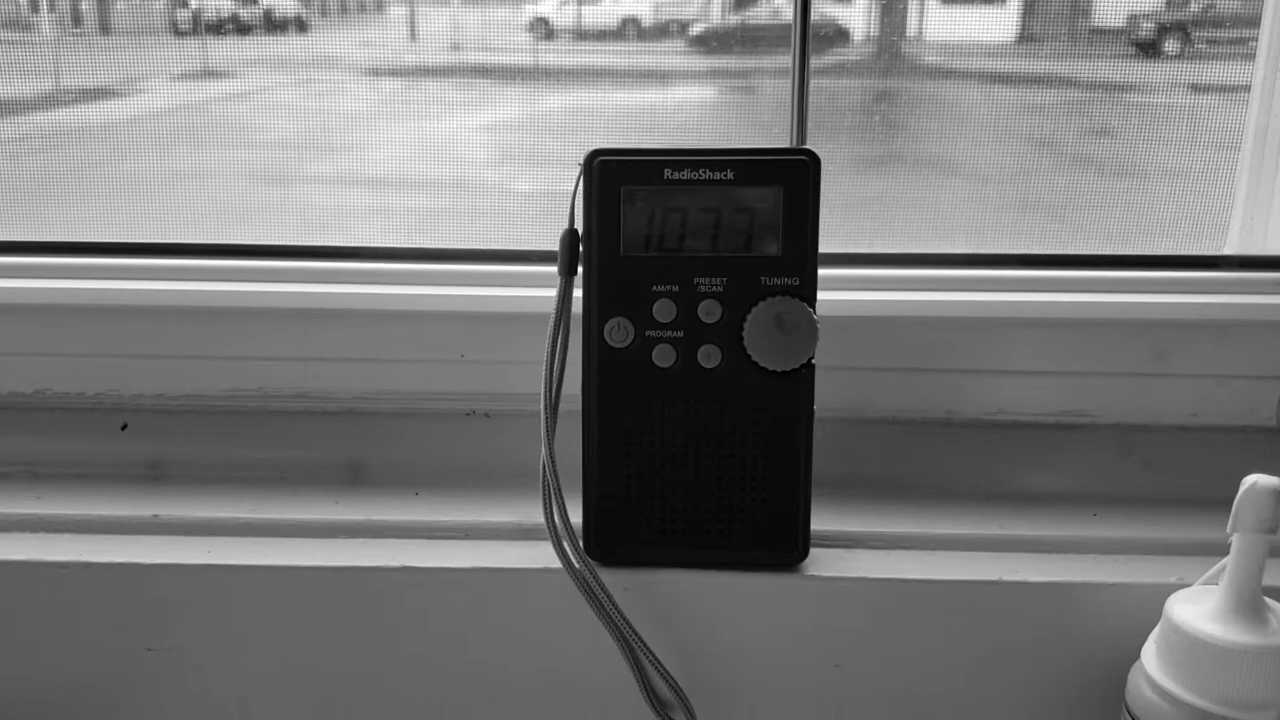 RadioShack
107.3
PRESET
/SCAN
TUNING
AM/FM
PROGRAM